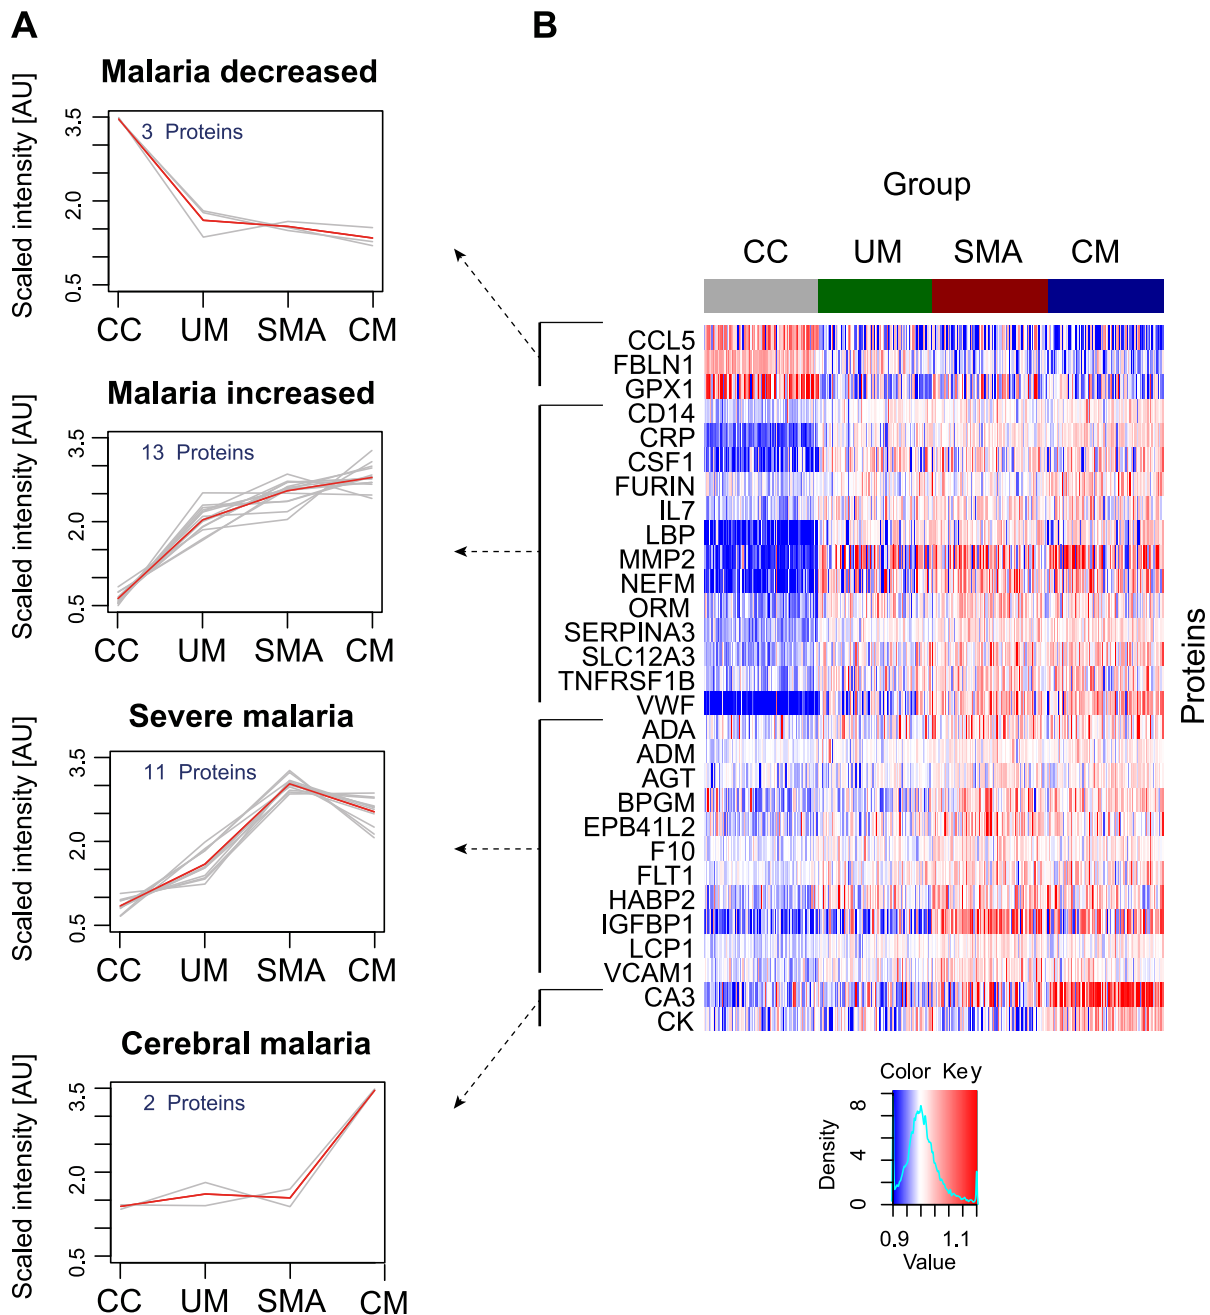 A
Malaria decreased
Scaled intensity [AU]
3.5
2.0
0.5
3 Proteins
CC UM SMA CM
Malaria increased
Scaled intensity [AU]
3.5
2.0
0.5
13 Proteins
CC UM SMA CM
Severe malaria
Scaled intensity [AU]
3.5
2.0
0.5
11 Proteins
CC UM SMA CM
Cerebral malaria
Scaled intensity [AU]
3.5
2.0
0.5
2 Proteins
CC UM SMA CM
B
Group
CC UM SMA CM
CCL5
FBLN1
GPX1
CD14
CRP
CSF1
FURIN
IL7
LBP
MMP2
NEFM
ORM
SERPINA3
SLC12A3
TNFRSF1B
VWF
ADA
ADM
AGT
BPGM
EPB41L2
F10
FLT1
HABP2
IGFBP1
LCP1
VCAM1
CA3
CK
Proteins
Color Key
Density
8
4
0
0.9 1.1
Value